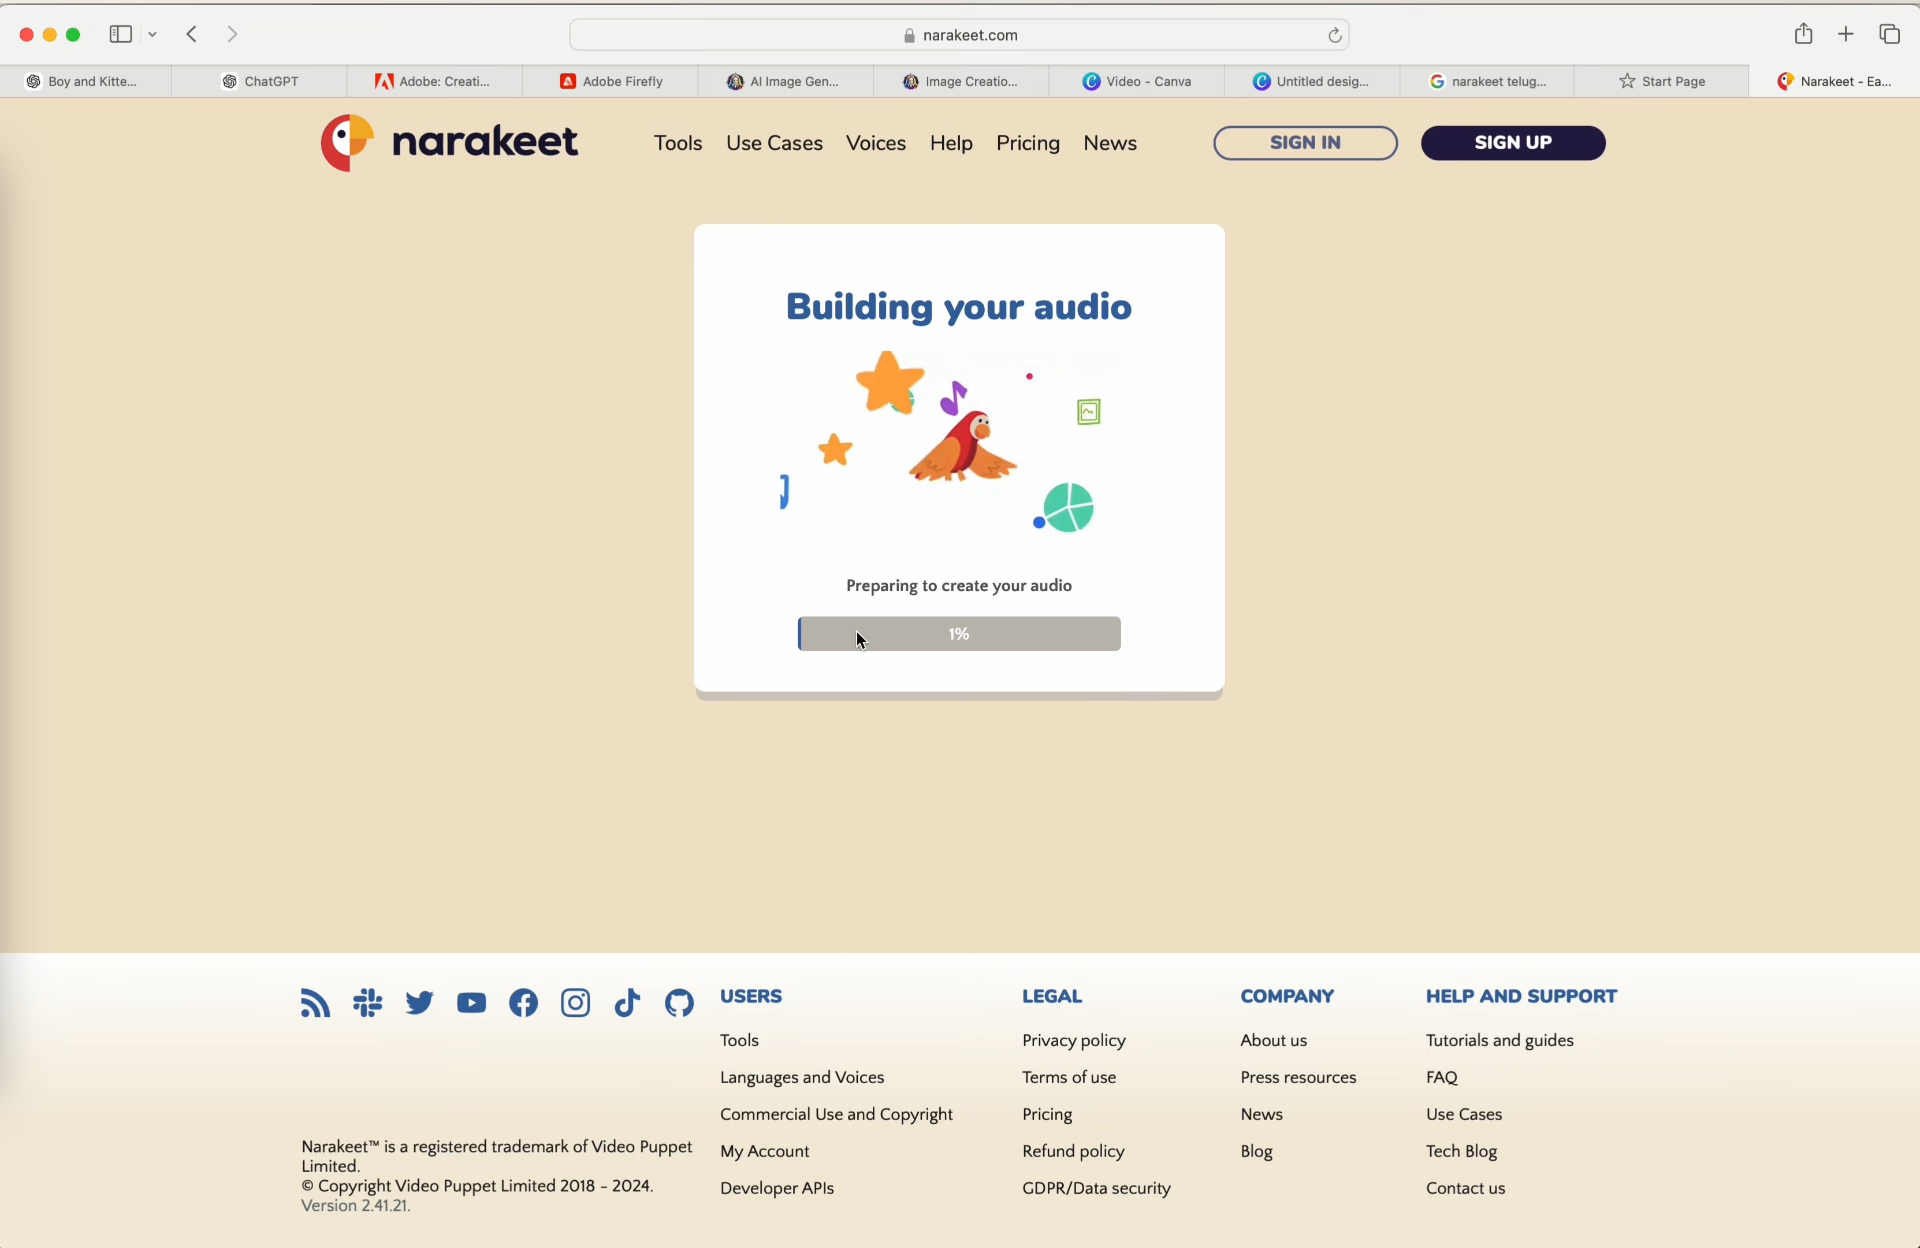 narakeet.com
Boy and Kitte...
ChatGPT
Adobe: Creati...
Adobe Firefly
AI Image Gen...
Image Creatio...
Video - Canva
Untitled desig...
narakeet telug...
Start Page
Narakeet - Ea...
narakeet
Tools
Use Cases
Voices
Help
Pricing
News
SIGN IN
SIGN UP
Building your audio
Preparing to create your audio
1%
USERS
Tools
Languages and Voices
Commercial Use and Copyright
My Account
Developer APIs
LEGAL
Privacy policy
Terms of use
Pricing
Refund policy
GDPR/Data security
COMPANY
About us
Press resources
News
Blog
HELP AND SUPPORT
Tutorials and guides
FAQ
Use Cases
Tech Blog
Contact us
Narakeet™ is a registered trademark of Video Puppet
Limited.
© Copyright Video Puppet Limited 2018 - 2024.
Version 2.41.21.